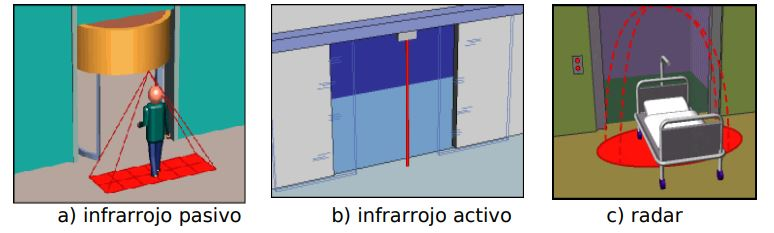 a) infrarrojo pasivo
b) infrarrojo activo
c) radar